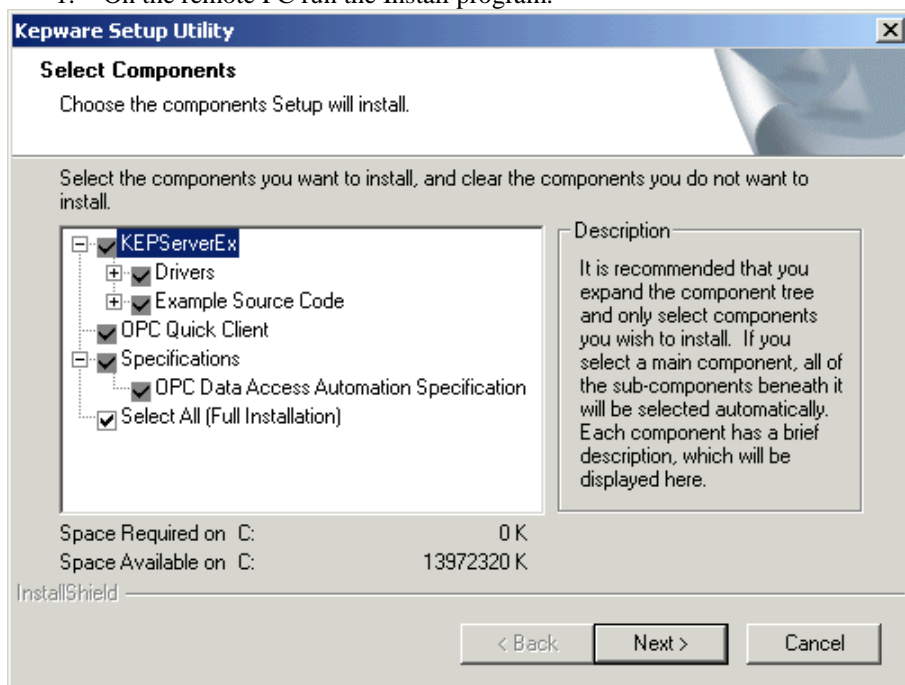 1. On the remote PC run the Install program.
Kepware Setup Utility
Select Components
Choose the components Setup will install.
Select the components you want to install, and clear the components you do not want to
install.
KEPServerEx
Drivers
Example Source Code
OPC Quick Client
Specifications
OPC Data Access Automation Specification
Select All (Full Installation)
Description
It is recommended that you
expand the component tree
and only select components
you wish to install. If you
select a main component, all of
the sub-components beneath it
will be selected automatically.
Each component has a brief
description, which will be
displayed here.
Space Required on C: 0 K
Space Available on C: 13972320 K
InstallShield
< Back
Next >
Cancel